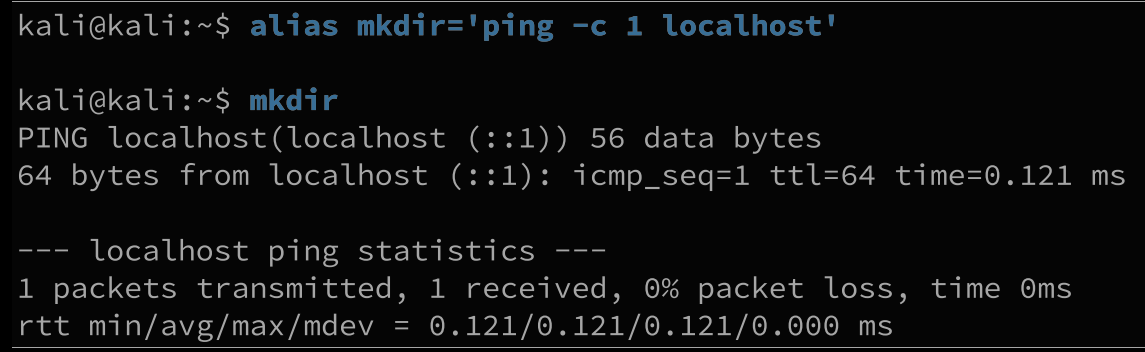 kali@kali:~$ alias mkdir='ping -c 1 localhost'
kali@kali:~$ mkdir
PING localhost(localhost (::1)) 56 data bytes
64 bytes from localhost (::1): icmp_seq=1 ttl=64 time=0.121 ms
--- localhost ping statistics ---
1 packets transmitted, 1 received, 0% packet loss, time 0ms
rtt min/avg/max/mdev = 0.121/0.121/0.121/0.000 ms